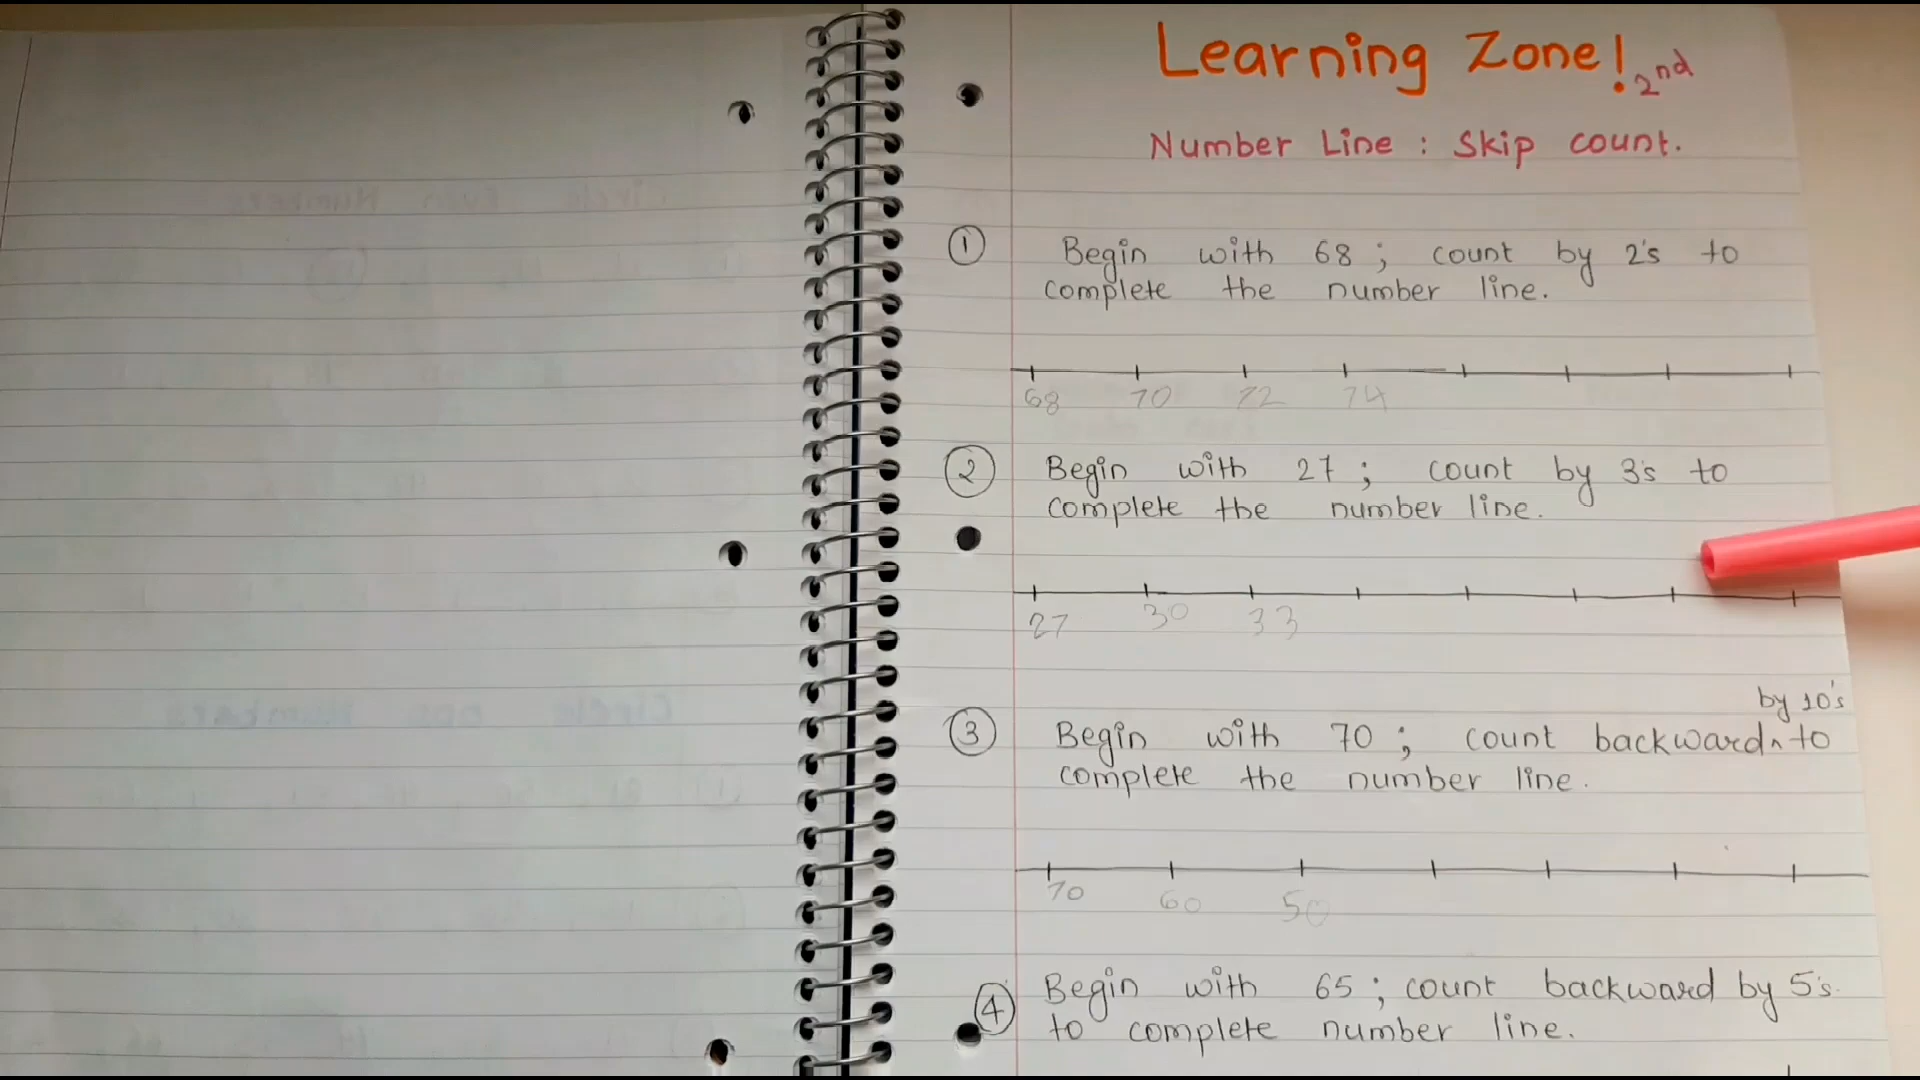 Learning Zone!
2nd
Number Line : Skip count.
① Begin with 68 ; count by 2's to
complete the number line.
68 70 72 74
② Begin with 27 ; count by 3's to
complete the number line.
27 30 33
by 10's
③ Begin with 70 ; count backward ^ to
complete the number line.
70 60 50
④ Begin with 65 ; count backward by 5's.
to complete number line.